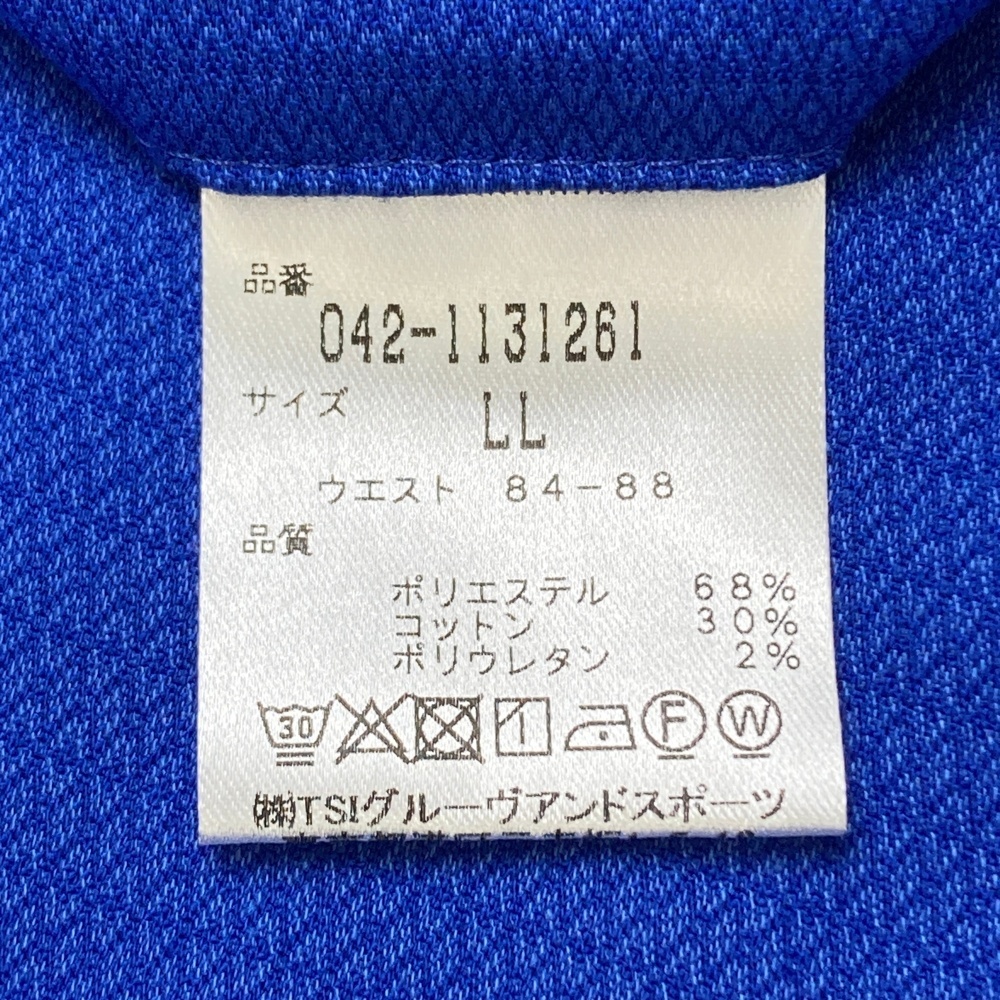 品番
042-1131261
サイズ LL
ウエスト 84-88
品質
ポリエステル 68%
コットン 30%
ポリウレタン 2%
30 F W
㈱TSIグルーヴアンドスポーツ